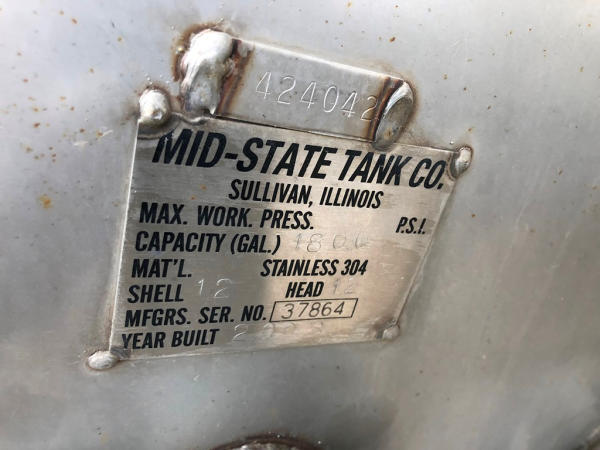 424042
MID-STATE TANK CO.
SULLIVAN, ILLINOIS
MAX. WORK. PRESS. P.S.I.
CAPACITY (GAL.)
MAT'L. STAINLESS 304
SHELL 12 HEAD 12
MFGRS. SER. NO. 37864
YEAR BUILT